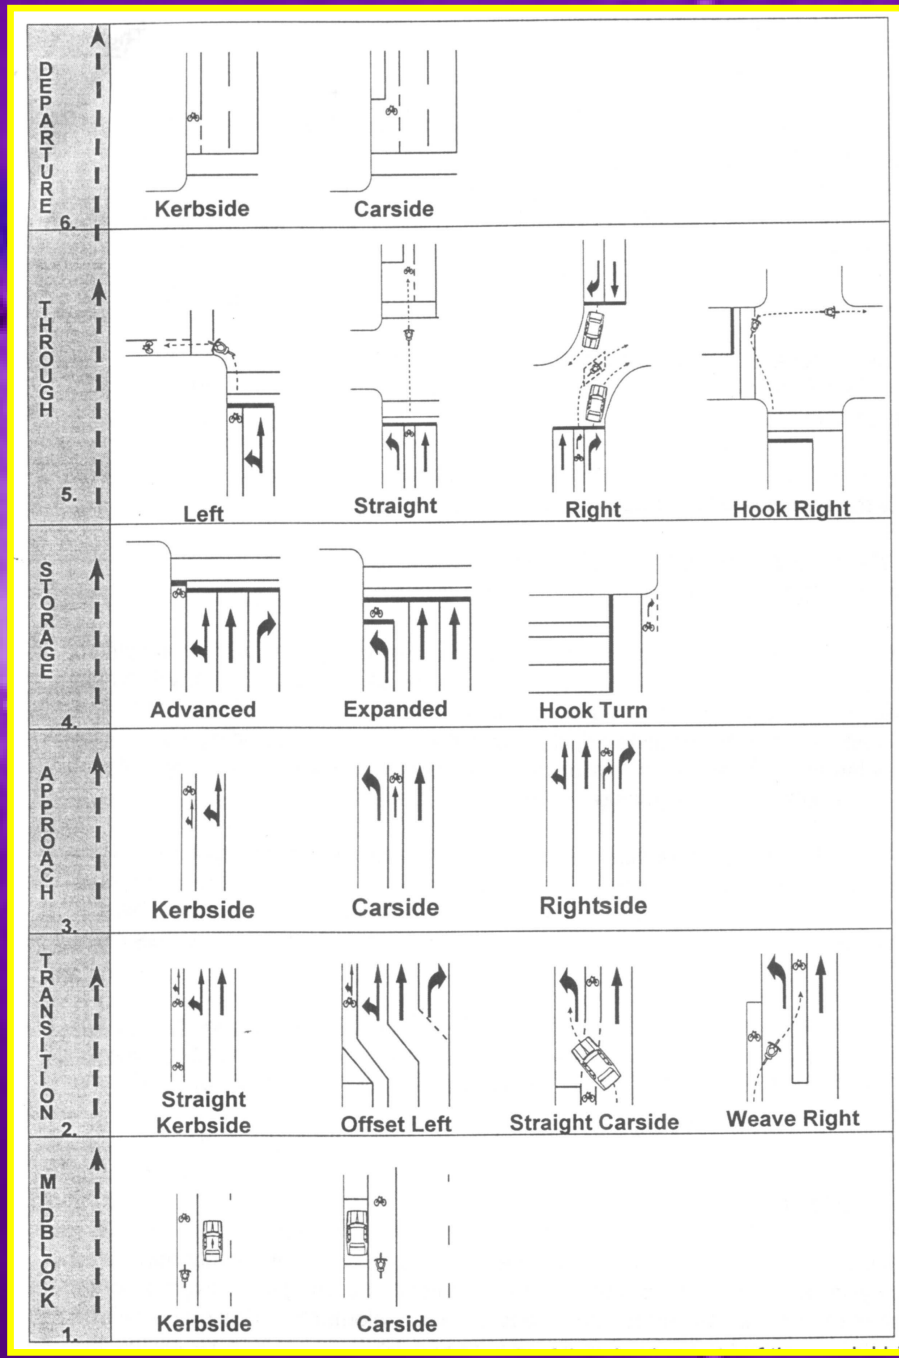 DEPARTURE
6.
Kerbside
Carside
THROUGH
5.
Left
Straight
Right
Hook Right
STORAGE
4.
Advanced
Expanded
Hook Turn
APPROACH
3.
Kerbside
Carside
Rightside
TRANSITION
2.
Straight
Kerbside
Offset Left
Straight Carside
Weave Right
MIDBLOCK
1.
Kerbside
Carside